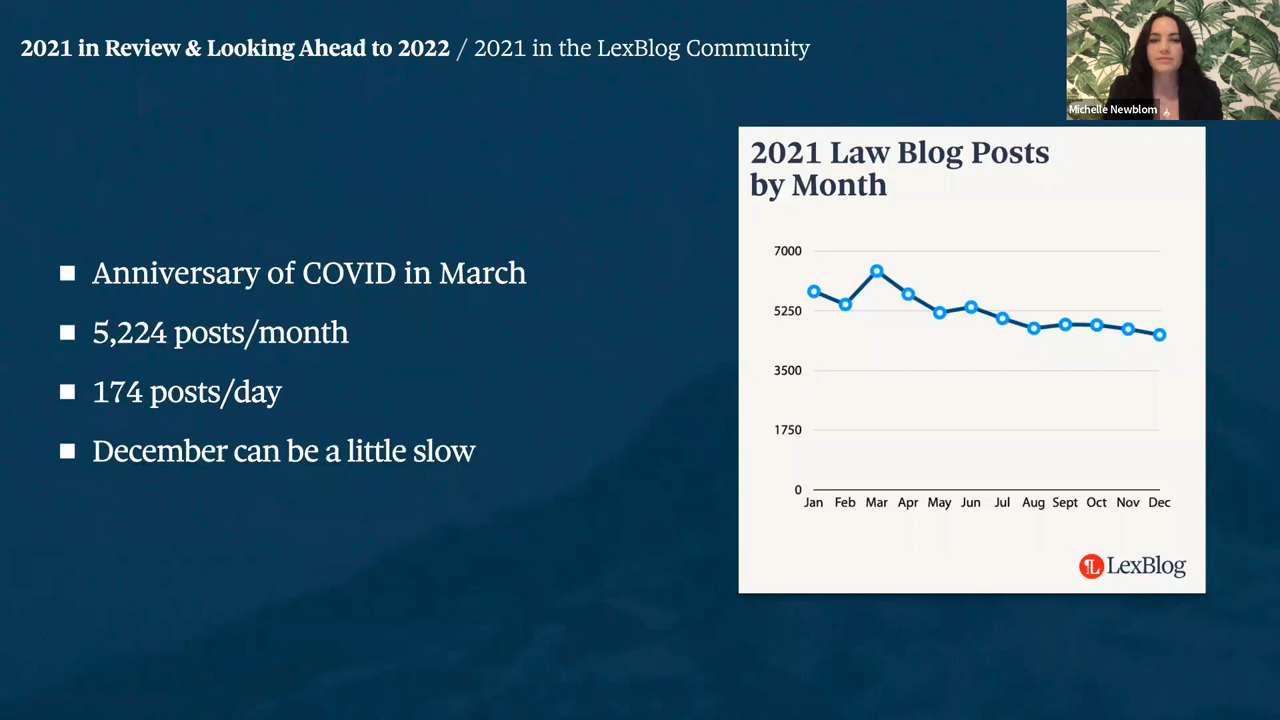 2021 in Review & Looking Ahead to 2022 / 2021 in the LexBlog Community
Michelle Newblom
Anniversary of COVID in March
5,224 posts/month
174 posts/day
December can be a little slow
2021 Law Blog Posts
by Month
7000
5250
3500
1750
0
Jan Feb Mar Apr May Jun Jul Aug Sept Oct Nov Dec
LexBlog